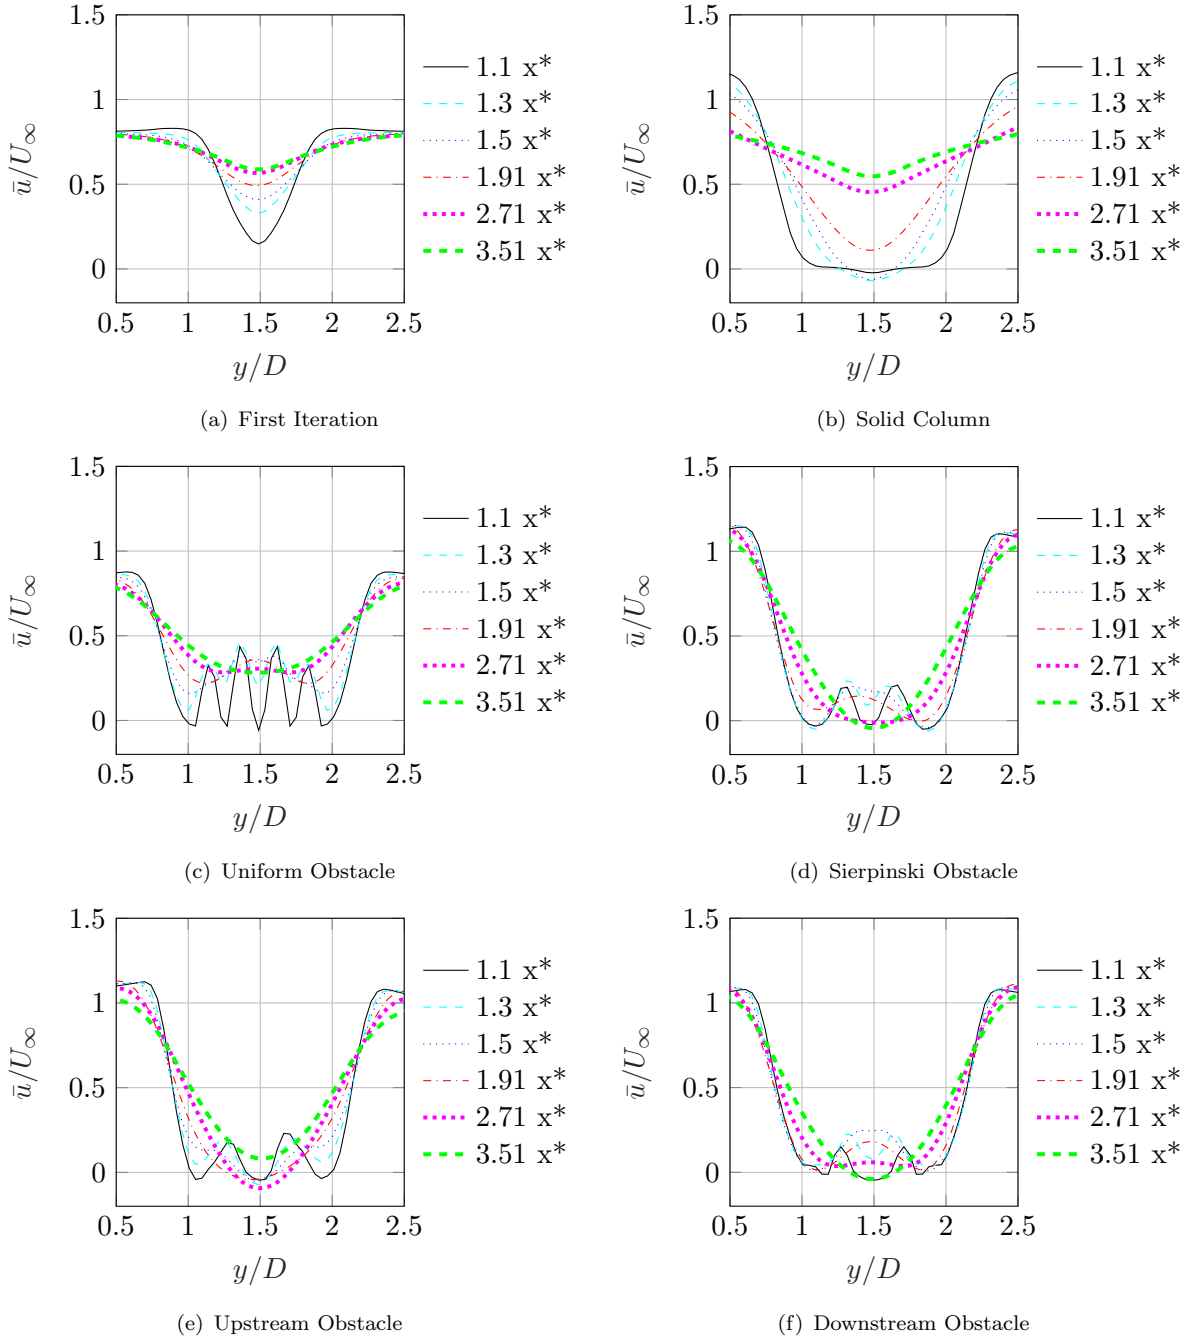 1.5
1
0.5
0
0.5
1
1.5
2
2.5
y/D
ū/U∞
1.1 x*
1.3 x*
1.5 x*
1.91 x*
2.71 x*
3.51 x*
(a) First Iteration
1.5
1
0.5
0
0.5
1
1.5
2
2.5
y/D
ū/U∞
1.1 x*
1.3 x*
1.5 x*
1.91 x*
2.71 x*
3.51 x*
(b) Solid Column
1.5
1
0.5
0
0.5
1
1.5
2
2.5
y/D
ū/U∞
1.1 x*
1.3 x*
1.5 x*
1.91 x*
2.71 x*
3.51 x*
(c) Uniform Obstacle
1.5
1
0.5
0
0.5
1
1.5
2
2.5
y/D
ū/U∞
1.1 x*
1.3 x*
1.5 x*
1.91 x*
2.71 x*
3.51 x*
(d) Sierpinski Obstacle
1.5
1
0.5
0
0.5
1
1.5
2
2.5
y/D
ū/U∞
1.1 x*
1.3 x*
1.5 x*
1.91 x*
2.71 x*
3.51 x*
(e) Upstream Obstacle
1.5
1
0.5
0
0.5
1
1.5
2
2.5
y/D
ū/U∞
1.1 x*
1.3 x*
1.5 x*
1.91 x*
2.71 x*
3.51 x*
(f) Downstream Obstacle